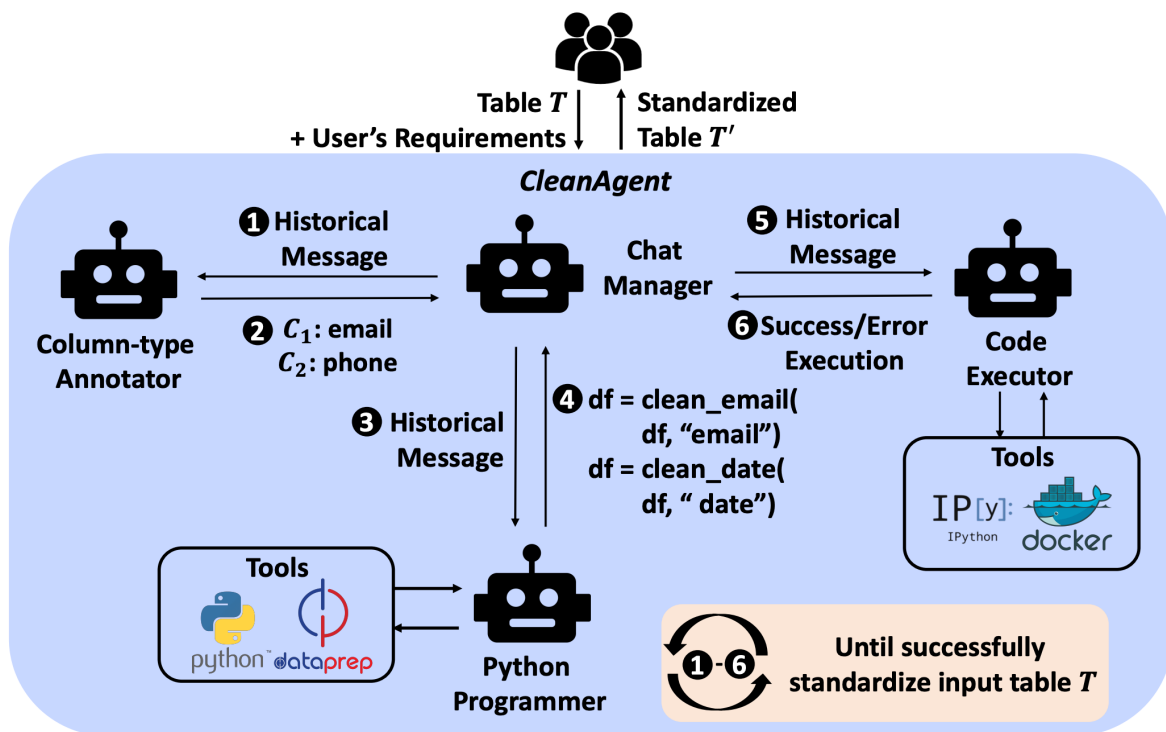 Table T
+ User's Requirements
Standardized
Table T′
CleanAgent
❶ Historical
Message
❷ C₁: email
C₂: phone
Column-type
Annotator
Chat
Manager
❺ Historical
Message
❻ Success/Error
Execution
Code
Executor
❸ Historical
Message
❹ df = clean_email(
df, “email”)
df = clean_date(
df, “ date”)
Tools
IP[y]:
IPython
docker
Tools
python™
dataprep
Python
Programmer
❶-❻
Until successfully
standardize input table T